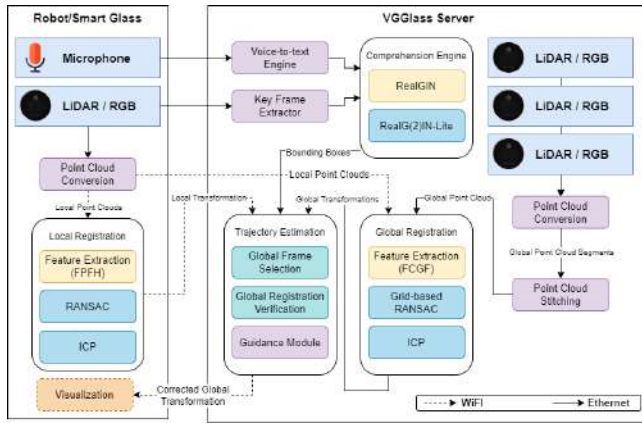 Robot/Smart Glass
VGGlass Server
Microphone
LiDAR / RGB
Point Cloud
Conversion
Local Point Clouds
Local Registration
Feature Extraction
(FPFH)
RANSAC
ICP
Visualization
Voice-to-text
Engine
Key Frame
Extractor
Comprehension Engine
RealGIN
RealG(2)IN-Lite
Bounding Boxes
Local Point Clouds
Local Transformation
Global Transformations
Global Point Cloud
Trajectory Estimation
Global Frame
Selection
Global Registration
Verification
Guidance Module
Global Registration
Feature Extraction
(FCGF)
Grid-based
RANSAC
ICP
LiDAR / RGB
LiDAR / RGB
LiDAR / RGB
Point Cloud
Conversion
Global Point Cloud Segments
Point Cloud
Stitching
Corrected Global
Transformation
WiFI
Ethernet